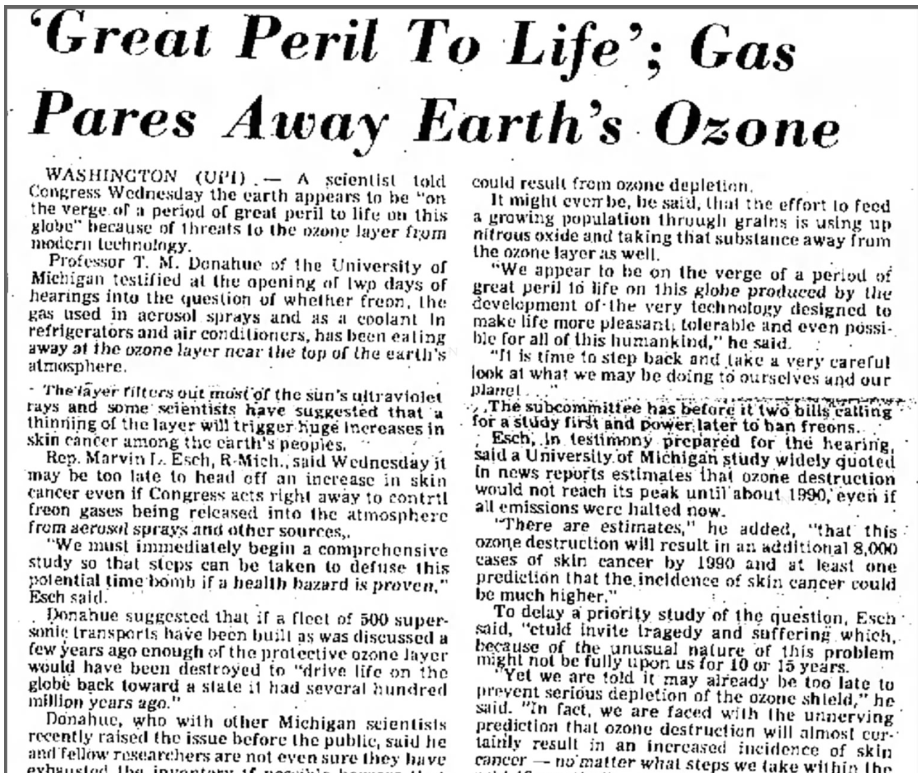 'Great Peril To Life'; Gas
Pares Away Earth's Ozone
WASHINGTON (UPI) — A scientist told
Congress Wednesday the earth appears to be "on
the verge of a period of great peril to life on this
globe" because of threats to the ozone layer from
modern technology.
Professor T. M. Donahue of the University of
Michigan testified at the opening of two days of
hearings into the question of whether freon, the
gas used in aerosol sprays and as a coolant in
refrigerators and air conditioners, has been eating
away at the ozone layer near the top of the earth's
atmosphere.
The layer filters out most of the sun's ultraviolet
rays and some scientists have suggested that a
thinning of the layer will trigger huge increases in
skin cancer among the earth's peoples.
Rep. Marvin L. Esch, R-Mich., said Wednesday it
may be too late to head off an increase in skin
cancer even if Congress acts right away to contrtl
freon gases being released into the atmosphere
from aerosol sprays and other sources,.
"We must immediately begin a comprehensive
study so that steps can be taken to defuse this
potential time bomb if a health hazard is proven,"
Esch said.
Donahue suggested that if a fleet of 500 super-
sonic transports have been built as was discussed a
few years ago enough of the protective ozone layer
would have been destroyed to "drive life on the
globe back toward a state it had several hundred
million years ago."
Donahue, who with other Michigan scientists
recently raised the issue before the public, said he
and fellow researchers are not even sure they have
exhausted the inventory of
could result from ozone depletion.
It might even be, he said, that the effort to feed
a growing population through grains is using up
nitrous oxide and taking that substance away from
the ozone layer as well.
"We appear to be on the verge of a period of
great peril to life on this globe produced by the
development of the very technology designed to
make life more pleasant, tolerable and even possi-
ble for all of this humankind," he said.
"It is time to step back and take a very careful
look at what we may be doing to ourselves and our
planet . . ."
The subcommittee has before it two bills calling
for a study first and power later to ban freons.
Esch, in testimony prepared for the hearing,
said a University of Michigan study widely quoted
in news reports estimates that ozone destruction
would not reach its peak until about 1990, even if
all emissions were halted now.
"There are estimates," he added, "that this
ozone destruction will result in an additional 8,000
cases of skin cancer by 1990 and at least one
prediction that the incidence of skin cancer could
be much higher."
To delay a priority study of the question, Esch
said, "ctuld invite tragedy and suffering which,
because of the unusual nature of this problem
might not be fully upon us for 10 or 15 years.
"Yet we are told it may already be too late to
prevent serious depletion of the ozone shield," he
said. "In fact, we are faced with the unnerving
prediction that ozone destruction will almost cer-
tainly result in an increased incidence of skin
cancer — no matter what steps we take within the